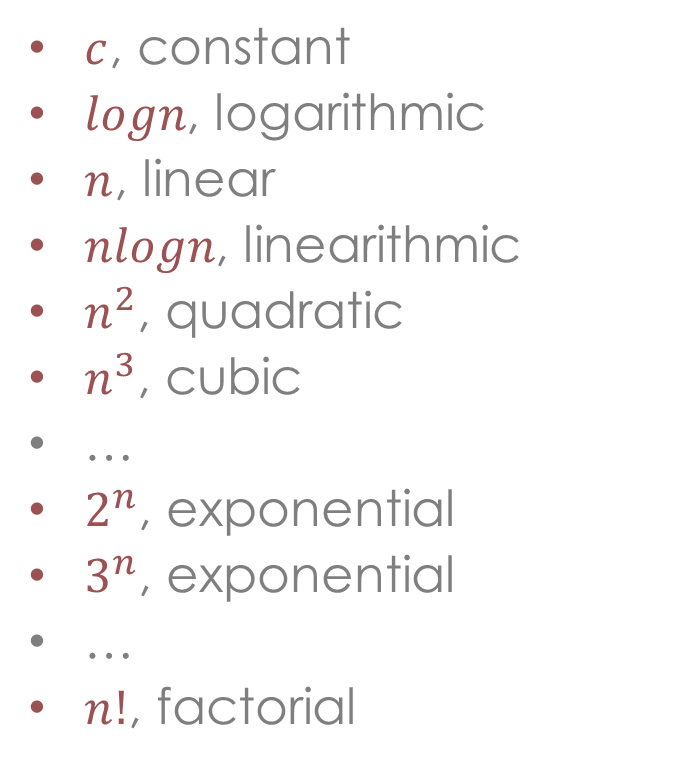 • c, constant
• logn, logarithmic
• n, linear
• nlogn, linearithmic
• n², quadratic
• n³, cubic
• …
• 2ⁿ, exponential
• 3ⁿ, exponential
• …
• n!, factorial